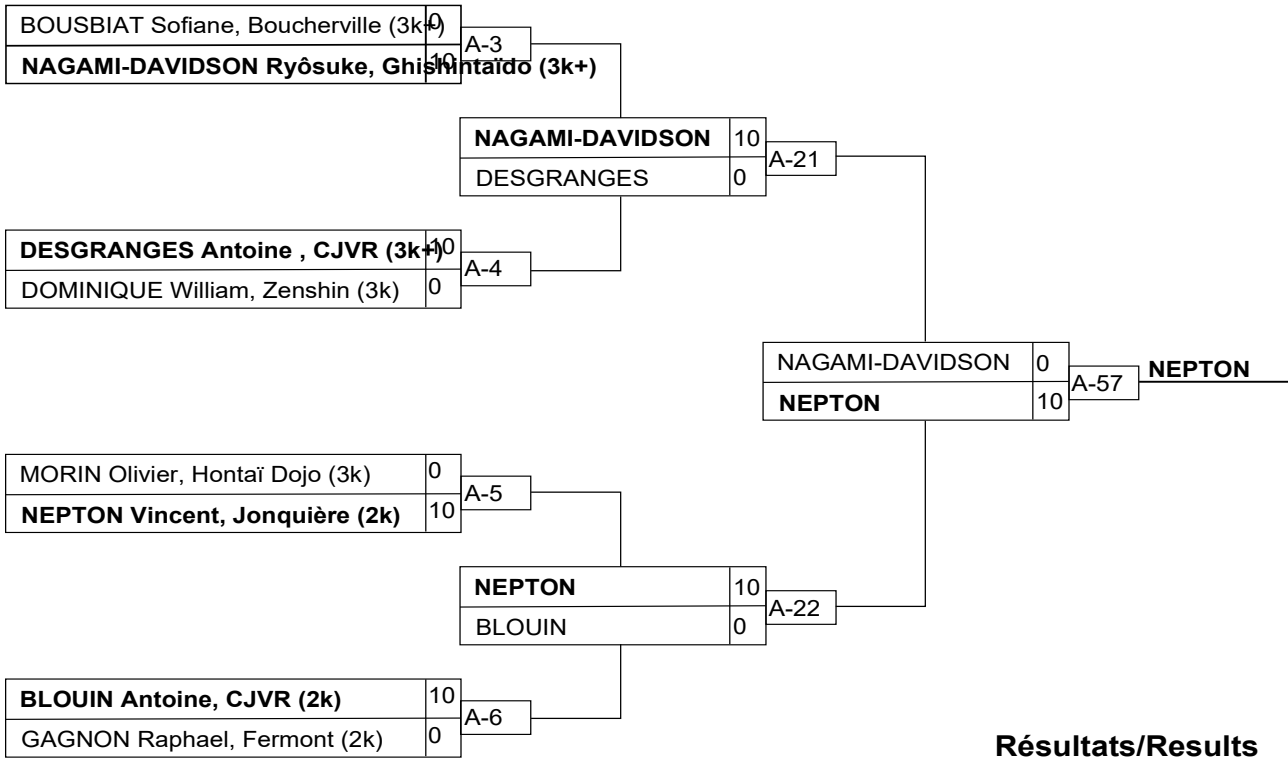 BOUSBIAT Sofiane, Boucherville (3k+) 0
A-3
NAGAMI-DAVIDSON Ryôsuke, Ghishintaïdo (3k+) 10
NAGAMI-DAVIDSON 10
A-21
DESGRANGES 0
DESGRANGES Antoine , CJVR (3k+) 10
A-4
DOMINIQUE William, Zenshin (3k) 0
NAGAMI-DAVIDSON 0
A-57 NEPTON
NEPTON 10
MORIN Olivier, Hontaï Dojo (3k) 0
A-5
NEPTON Vincent, Jonquière (2k) 10
NEPTON 10
A-22
BLOUIN 0
BLOUIN Antoine, CJVR (2k) 10
A-6
GAGNON Raphael, Fermont (2k) 0
Résultats/Results